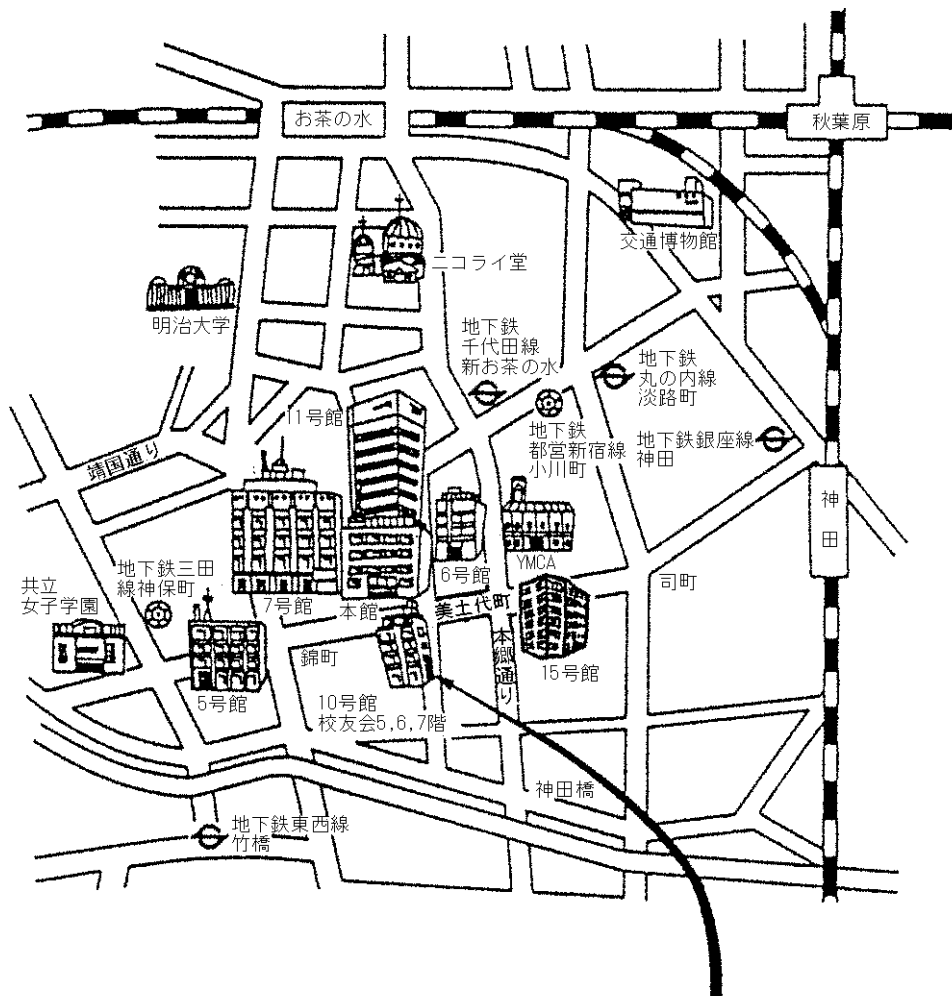 お茶の水
秋葉原
交通博物館
ニコライ堂
明治大学
地下鉄
千代田線
新お茶の水
地下鉄
丸の内線
淡路町
11号館
地下鉄
都営新宿線
小川町
地下鉄銀座線
神田
靖国通り
神田
6号館
YMCA
地下鉄三田
線神保町
共立
女子学園
7号館
本館
美土代町
司町
本郷通り
錦町
15号館
5号館
10号館
校友会5,6,7階
神田橋
地下鉄東西線
竹橋